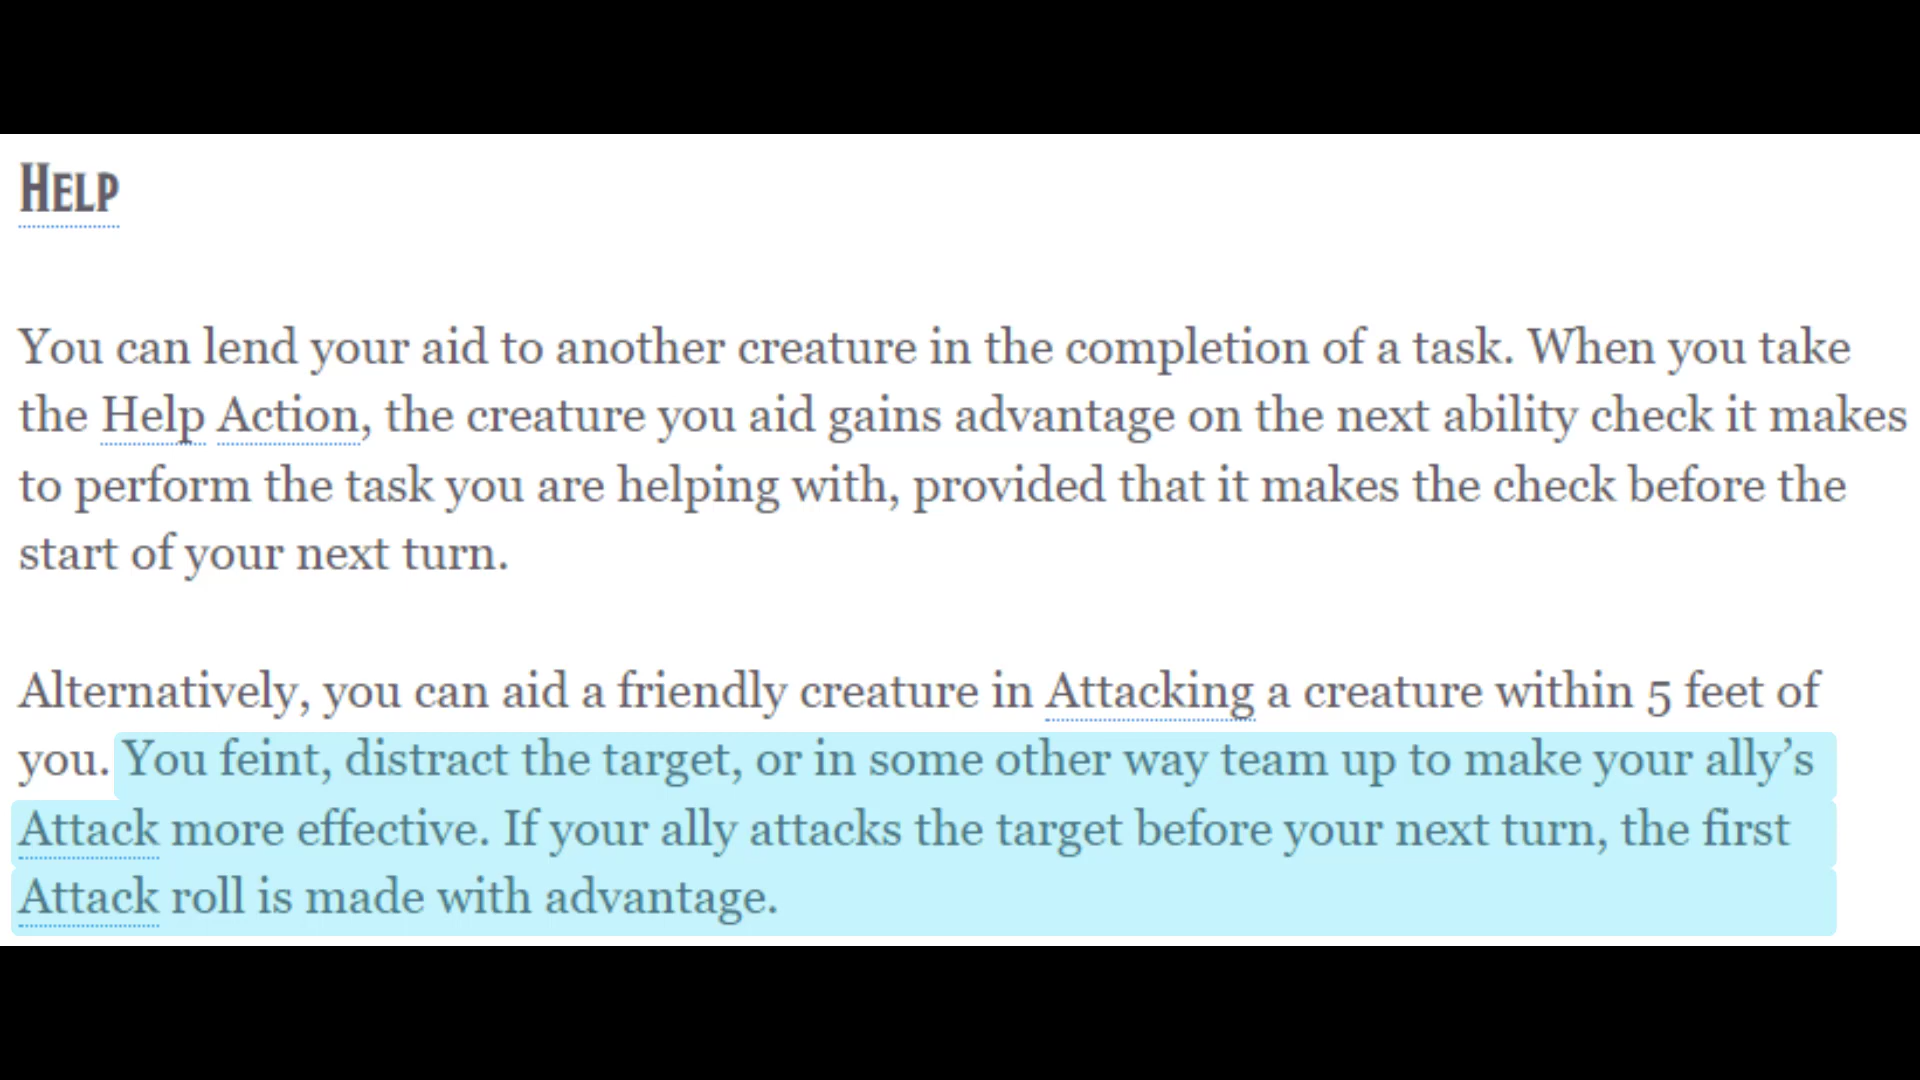 HELP
You can lend your aid to another creature in the completion of a task. When you take
the Help Action, the creature you aid gains advantage on the next ability check it makes
to perform the task you are helping with, provided that it makes the check before the
start of your next turn.
Alternatively, you can aid a friendly creature in Attacking a creature within 5 feet of
you. You feint, distract the target, or in some other way team up to make your ally’s
Attack more effective. If your ally attacks the target before your next turn, the first
Attack roll is made with advantage.